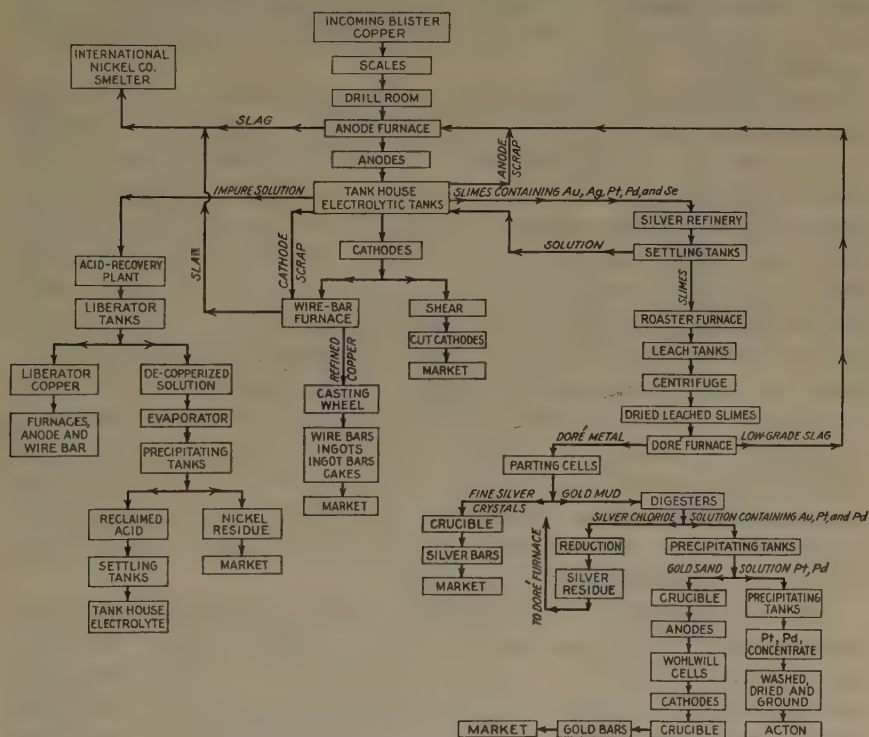 INCOMING BLISTER
COPPER
INTERNATIONAL
NICKEL CO.
SMELTER
SCALES
DRILL ROOM
SLAG
ANODE FURNACE
ANODES
ANODE
SCRAP
IMPURE SOLUTION
TANK HOUSE
ELECTROLYTIC TANKS
SLIMES CONTAINING Au, Ag, Pt, Pd, and Se
SILVER REFINERY
SOLUTION
SETTLING TANKS
CATHODES
ACID-RECOVERY
PLANT
SLAG
CATHODE
SCRAP
SLIMES
LIBERATOR
TANKS
WIRE-BAR
FURNACE
SHEAR
ROASTER FURNACE
CUT CATHODES
LEACH TANKS
REFINED
COPPER
LIBERATOR
COPPER
DE-COPPERIZED
SOLUTION
MARKET
CENTRIFUGE
CASTING
WHEEL
DRIED LEACHED SLIMES
FURNACES,
ANODE AND
WIRE BAR
EVAPORATOR
DORÉ METAL
DORÉ FURNACE
LOW-GRADE SLAG
PRECIPITATING
TANKS
WIRE BARS
INGOTS
INGOT BARS
CAKES
PARTING CELLS
MARKET
FINE SILVER
CRYSTALS
GOLD MUD
DIGESTERS
RECLAIMED
ACID
NICKEL
RESIDUE
CRUCIBLE
SILVER CHLORIDE
SOLUTION CONTAINING Au, Pt, and Pd
SILVER BARS
REDUCTION
PRECIPITATING TANKS
SETTLING
TANKS
MARKET
MARKET
TO DORÉ FURNACE
SILVER
RESIDUE
GOLD SAND
SOLUTION Pt, Pd
TANK HOUSE
ELECTROLYTE
CRUCIBLE
PRECIPITATING
TANKS
ANODES
Pt, Pd,
CONCENTRATE
WOHLWILL
CELLS
WASHED,
DRIED AND
GROUND
CATHODES
MARKET
GOLD BARS
CRUCIBLE
ACTON